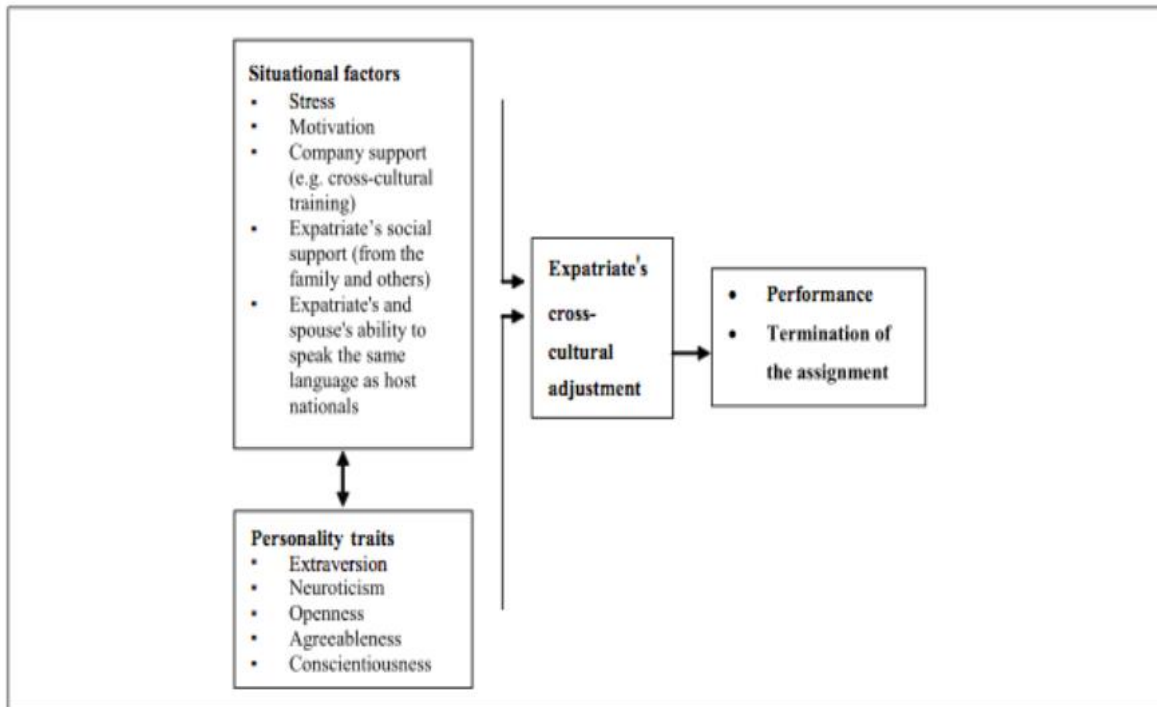 Situational factors
• Stress
• Motivation
• Company support
(e.g. cross-cultural
training)
• Expatriate's social
support (from the
family and others)
• Expatriate's and
spouse's ability to
speak the same
language as host
nationals
Personality traits
• Extraversion
• Neuroticism
• Openness
• Agreeableness
• Conscientiousness
Expatriate's
cross-
cultural
adjustment
• Performance
• Termination of
the assignment